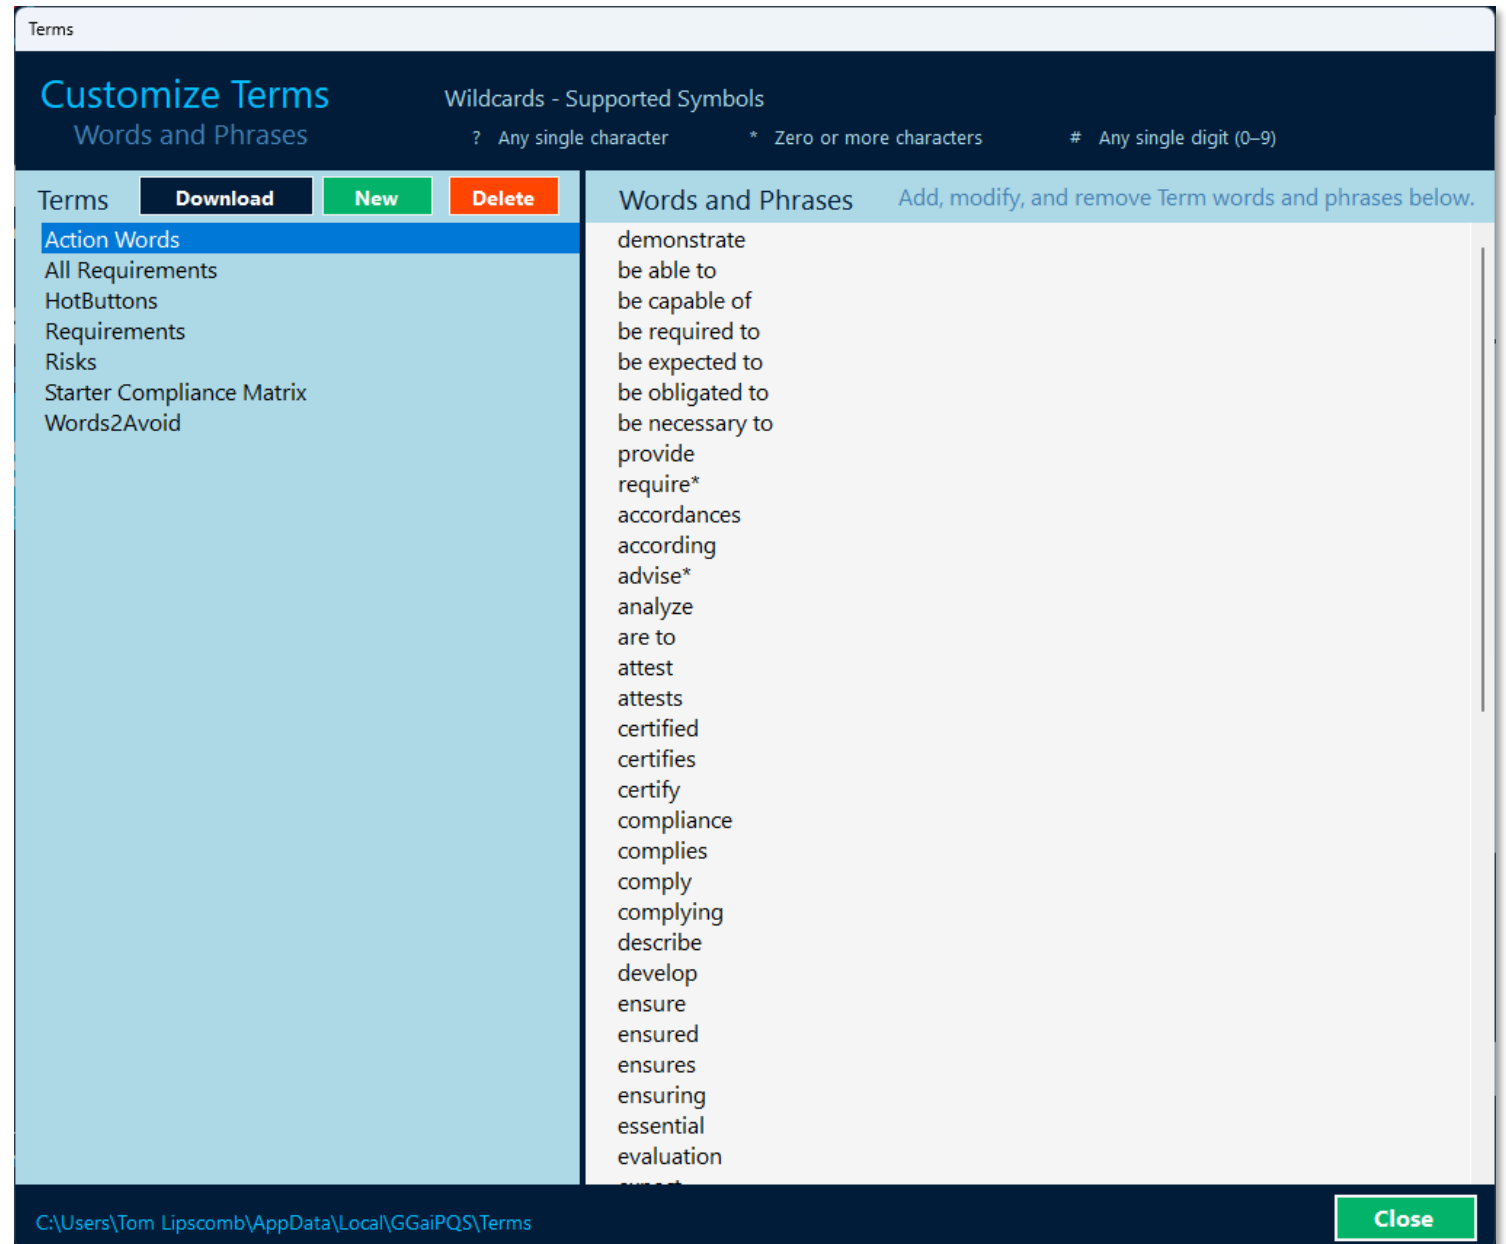 Terms
Customize Terms
Words and Phrases
Wildcards - Supported Symbols
? Any single character * Zero or more characters # Any single digit (0–9)
Terms Download New Delete
Action Words
All Requirements
HotButtons
Requirements
Risks
Starter Compliance Matrix
Words2Avoid
Words and Phrases Add, modify, and remove Term words and phrases below.
demonstrate
be able to
be capable of
be required to
be expected to
be obligated to
be necessary to
provide
require*
accordances
according
advise*
analyze
are to
attest
attests
certified
certifies
certify
compliance
complies
comply
complying
describe
develop
ensure
ensured
ensures
ensuring
essential
evaluation
C:\Users\Tom Lipscomb\AppData\Local\GGaiPQS\Terms
Close